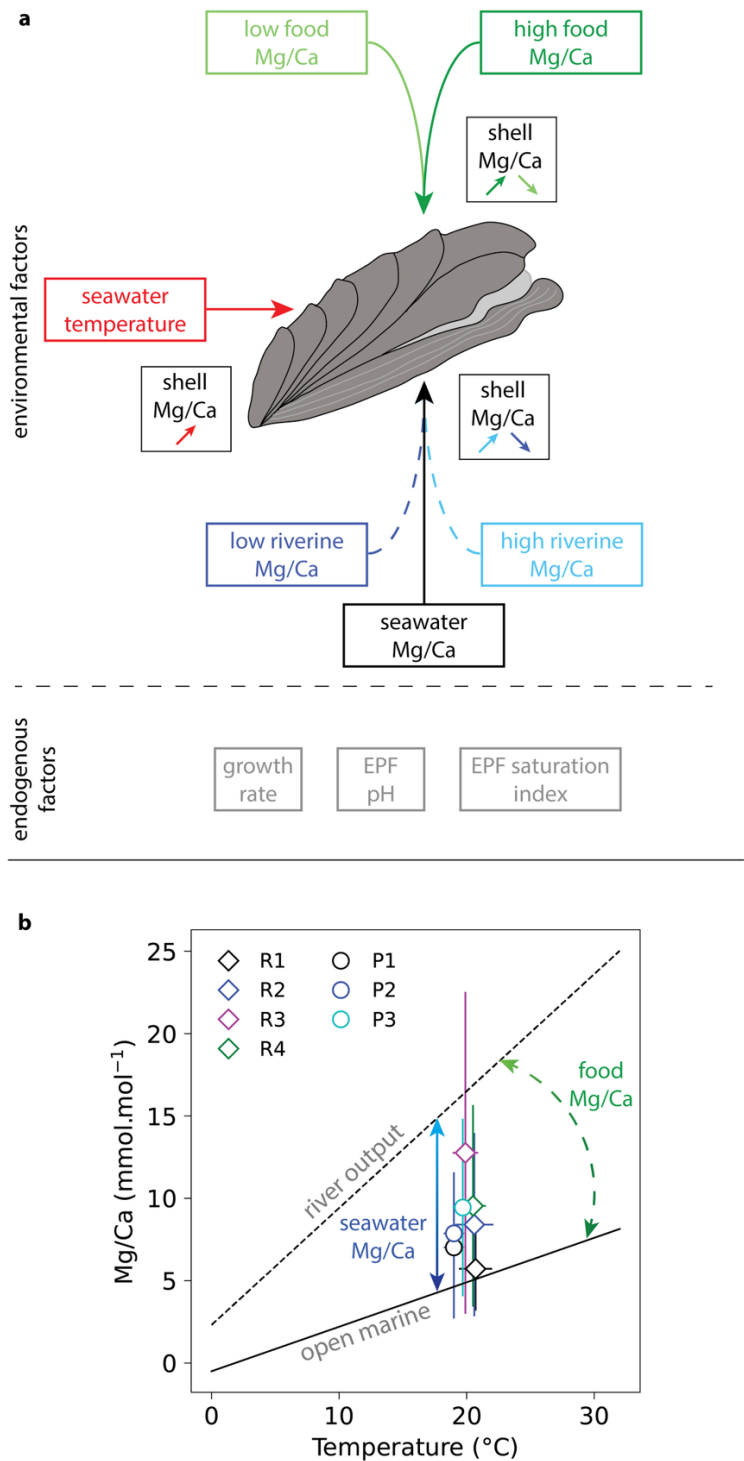 a
low food
Mg/Ca
high food
Mg/Ca
shell
Mg/Ca
environmental factors
seawater
temperature
shell
Mg/Ca
shell
Mg/Ca
low riverine
Mg/Ca
high riverine
Mg/Ca
seawater
Mg/Ca
endogenous
factors
growth
rate
EPF
pH
EPF saturation
index
b
Mg/Ca (mmol.mol⁻¹)
25
20
15
10
5
0
R1
R2
R3
R4
P1
P2
P3
food
Mg/Ca
river output
seawater
Mg/Ca
open marine
0
10
20
30
Temperature (°C)